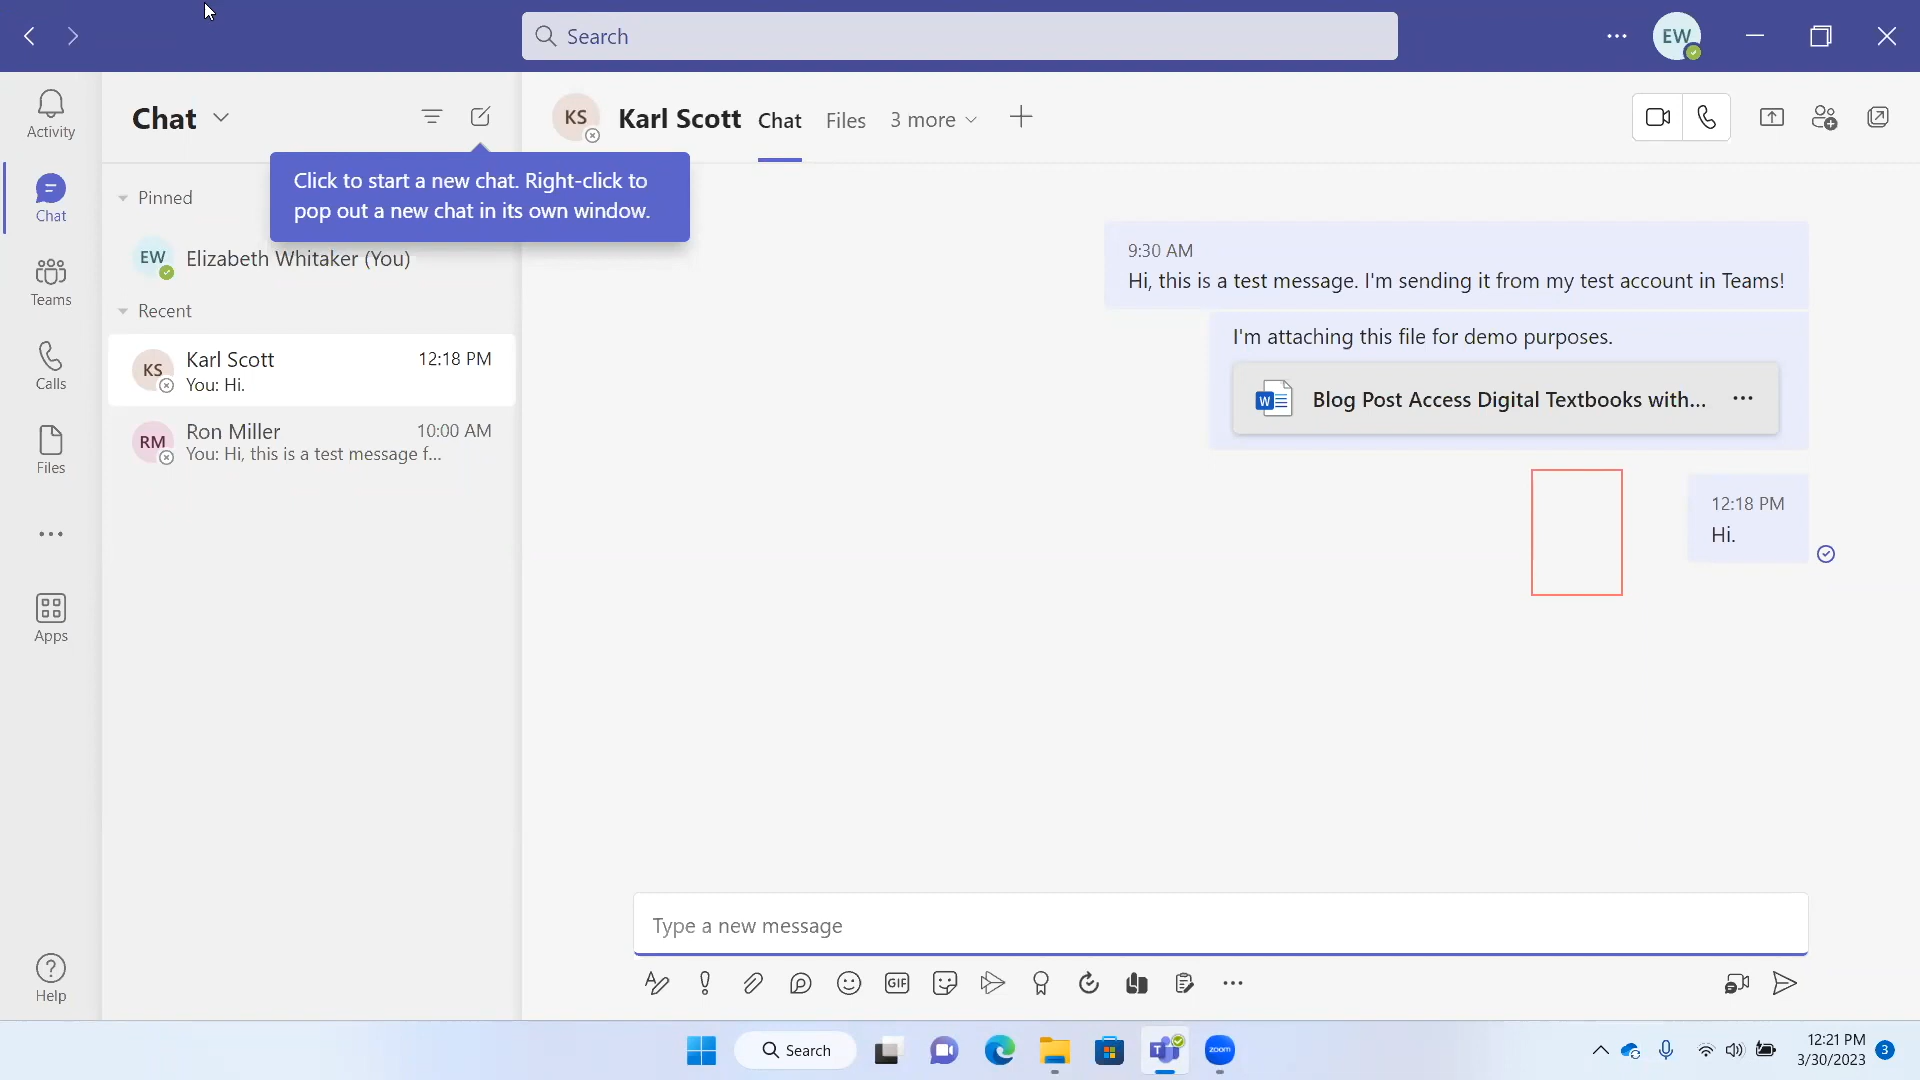 Search
EW
Activity
Chat
Teams
Calls
Files
Apps
Help
Chat
Click to start a new chat. Right-click to
pop out a new chat in its own window.
Pinned
EW
Elizabeth Whitaker (You)
Recent
KS
Karl Scott
12:18 PM
You: Hi.
RM
Ron Miller
10:00 AM
You: Hi, this is a test message f...
KS
Karl Scott
Chat
Files
3 more
9:30 AM
Hi, this is a test message. I'm sending it from my test account in Teams!
I'm attaching this file for demo purposes.
W
Blog Post Access Digital Textbooks with...
12:18 PM
Hi.
Type a new message
GIF
Search
zoom
12:21 PM
3/30/2023
3